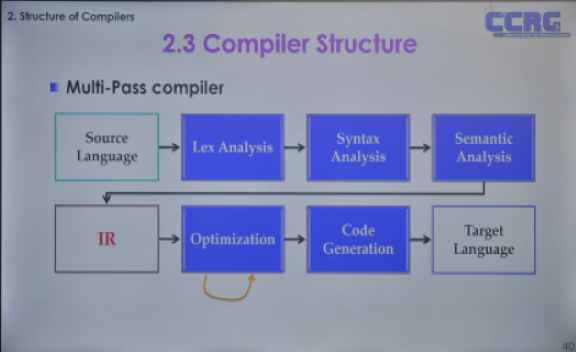 2. Structure of Compilers
CCRG
2.3 Compiler Structure
Multi-Pass compiler
Source
Language
Lex Analysis
Syntax
Analysis
Semantic
Analysis
IR
Optimization
Code
Generation
Target
Language
40